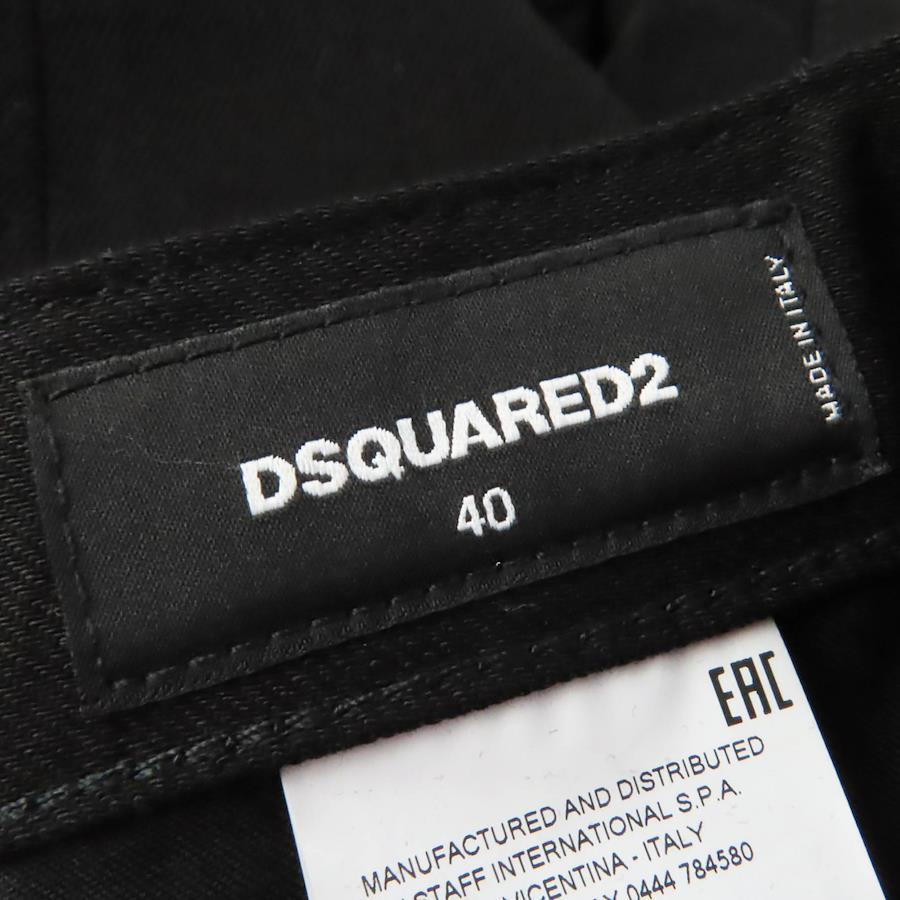 DSQUARED2
40
MADE IN ITALY
EAC
MANUFACTURED AND DISTRIBUTED
STAFF INTERNATIONAL S.P.A.
VICENTINA - ITALY
0444 784580